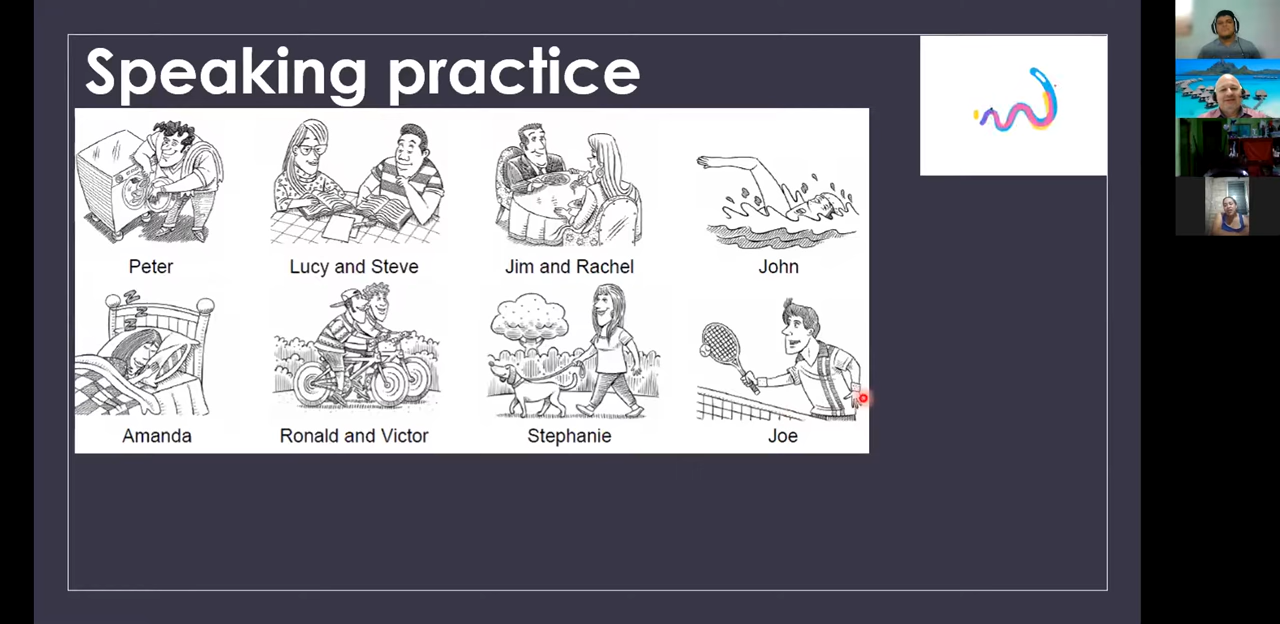 Speaking practice
Peter
Lucy and Steve
Jim and Rachel
John
Z Z Z Z
Amanda
Ronald and Victor
Stephanie
Joe